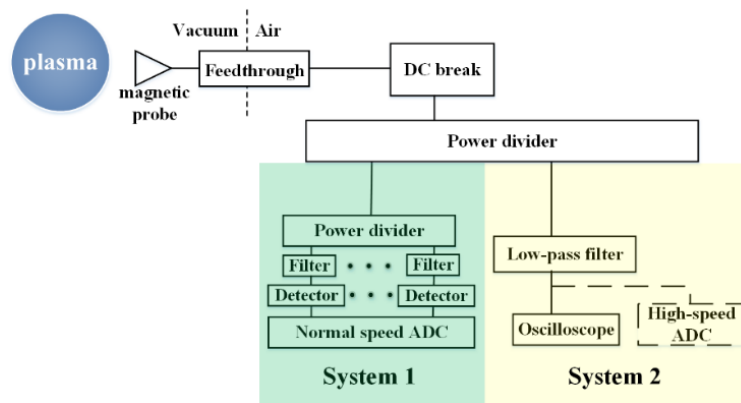 Vacuum Air
plasma
Feedthrough
DC break
magnetic
probe
Power divider
Power divider
Filter • • • Filter
Detector • • • Detector
Normal speed ADC
System 1
Low-pass filter
Oscilloscope
High-speed
ADC
System 2